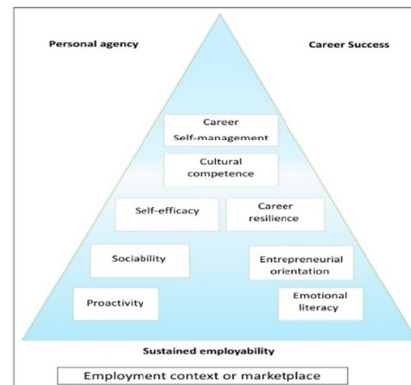 Personal agency
Career Success
Career
Self-management
Cultural
competence
Self-efficacy
Career
resilience
Sociability
Entrepreneurial
orientation
Proactivity
Emotional
literacy
Sustained employability
Employment context or marketplace